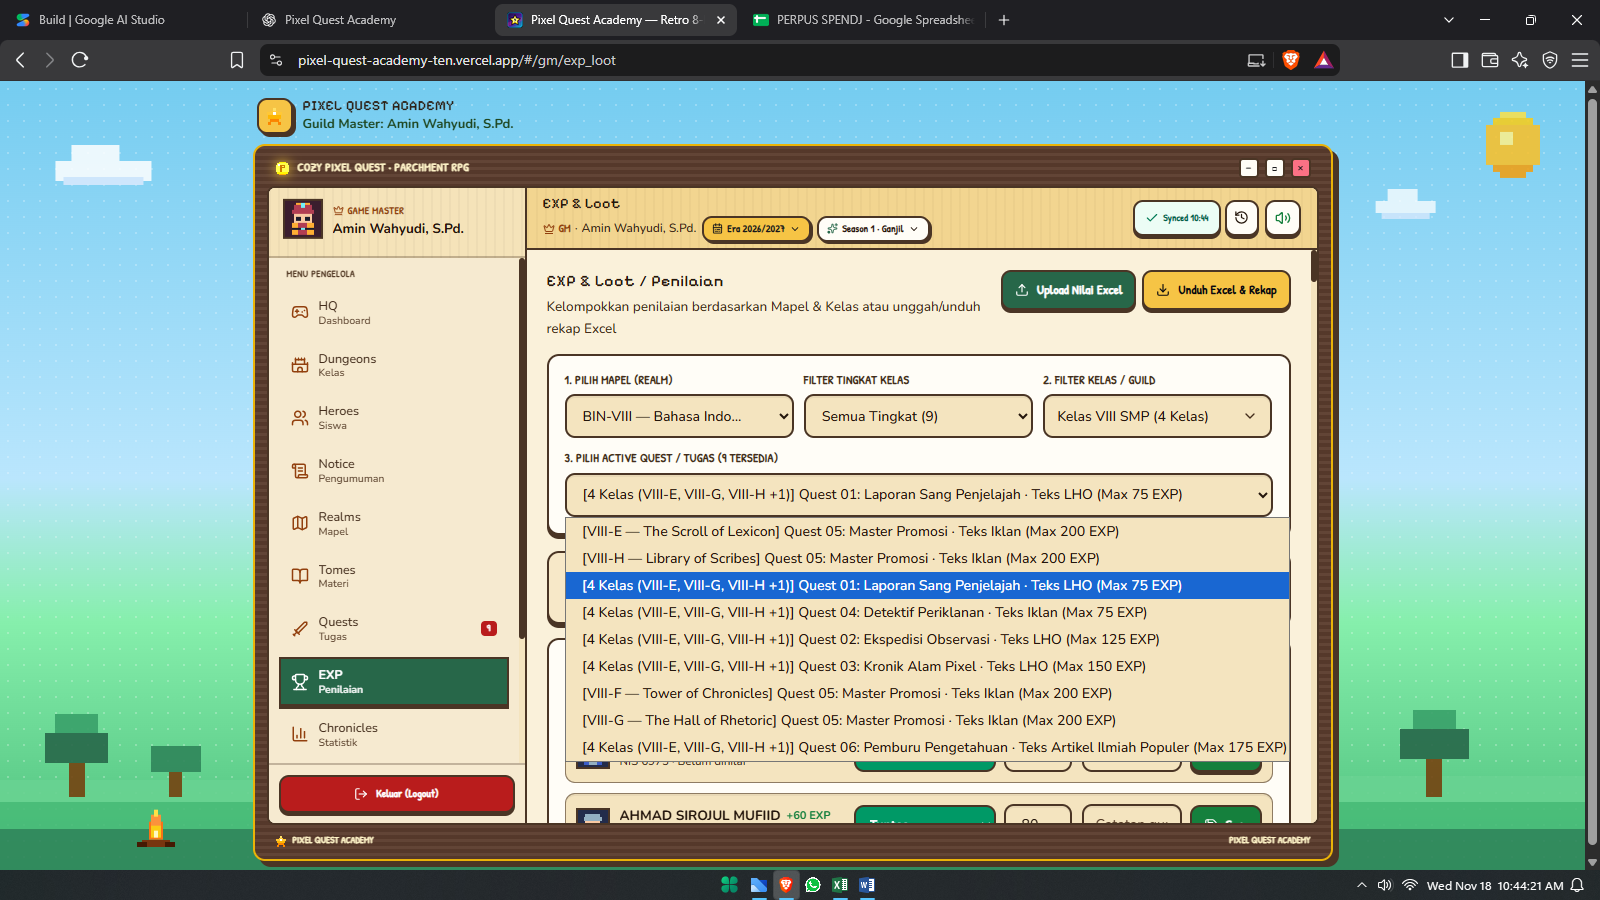 Build | Google AI Studio
Pixel Quest Academy
Pixel Quest Academy — Retro 8-
PERPUS SPENDJ - Google Spreadshe
pixel-quest-academy-ten.vercel.app/#/gm/exp_loot
PIXEL QUEST ACADEMY
Guild Master: Amin Wahyudi, S.Pd.
COZY PIXEL QUEST · PARCHMENT RPG
GAME MASTER
Amin Wahyudi, S.Pd.
EXP & Loot
GM · Amin Wahyudi, S.Pd.
Era 2026/2027
Season 1 · Ganjil
Synced 10:44
MENU PENGELOLA
HQ
Dashboard
Dungeons
Kelas
Heroes
Siswa
Notice
Pengumuman
Realms
Mapel
Tomes
Materi
Quests
Tugas
9
EXP
Penilaian
Chronicles
Statistik
Keluar (Logout)
EXP & Loot / Penilaian
Kelompokkan penilaian berdasarkan Mapel & Kelas atau unggah/unduh
rekap Excel
Upload Nilai Excel
Unduh Excel & Rekap
1. PILIH MAPEL (REALM)
FILTER TINGKAT KELAS
2. FILTER KELAS / GUILD
BIN-VIII — Bahasa Indo...
Semua Tingkat (9)
Kelas VIII SMP (4 Kelas)
3. PILIH ACTIVE QUEST / TUGAS (9 TERSEDIA)
[4 Kelas (VIII-E, VIII-G, VIII-H +1)] Quest 01: Laporan Sang Penjelajah · Teks LHO (Max 75 EXP)
[VIII-E — The Scroll of Lexicon] Quest 05: Master Promosi · Teks Iklan (Max 200 EXP)
[VIII-H — Library of Scribes] Quest 05: Master Promosi · Teks Iklan (Max 200 EXP)
[4 Kelas (VIII-E, VIII-G, VIII-H +1)] Quest 01: Laporan Sang Penjelajah · Teks LHO (Max 75 EXP)
[4 Kelas (VIII-E, VIII-G, VIII-H +1)] Quest 04: Detektif Periklanan · Teks Iklan (Max 75 EXP)
[4 Kelas (VIII-E, VIII-G, VIII-H +1)] Quest 02: Ekspedisi Observasi · Teks LHO (Max 125 EXP)
[4 Kelas (VIII-E, VIII-G, VIII-H +1)] Quest 03: Kronik Alam Pixel · Teks LHO (Max 150 EXP)
[VIII-F — Tower of Chronicles] Quest 05: Master Promosi · Teks Iklan (Max 200 EXP)
[VIII-G — The Hall of Rhetoric] Quest 05: Master Promosi · Teks Iklan (Max 200 EXP)
[4 Kelas (VIII-E, VIII-G, VIII-H +1)] Quest 06: Pemburu Pengetahuan · Teks Artikel Ilmiah Populer (Max 175 EXP)
AHMAD SIROJUL MUFIID +60 EXP
PIXEL QUEST ACADEMY
PIXEL QUEST ACADEMY
Wed Nov 18 10:44:21 AM